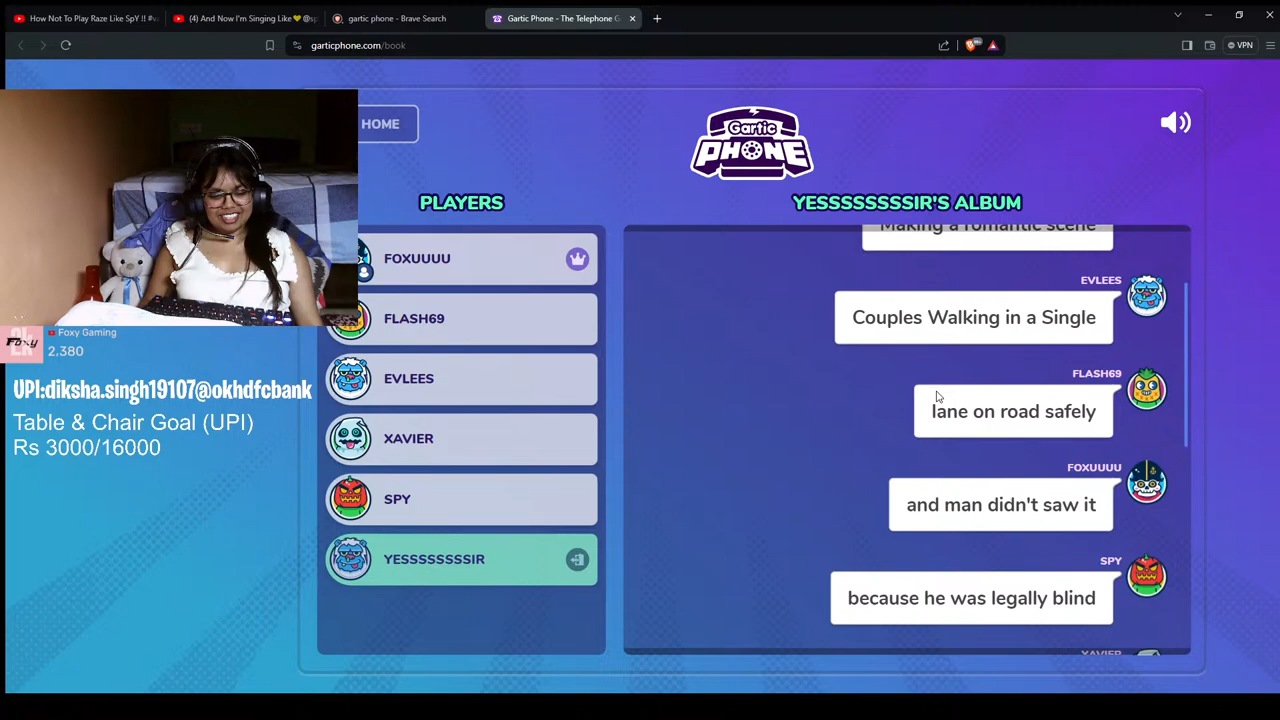 How Not To Play Raze Like SpY !! #va
(4) And Now I'm Singing Like 💛 @sp
gartic phone - Brave Search
Gartic Phone - The Telephone G
garticphone.com/book
VPN
HOME
Gartic
PHONE
PLAYERS
YESSSSSSSSIR'S ALBUM
FOXUUUU
FLASH69
EVLEES
XAVIER
SPY
YESSSSSSSSIR
Making a romantic scene
EVLEES
Couples Walking in a Single
FLASH69
lane on road safely
FOXUUUU
and man didn't saw it
SPY
because he was legally blind
XAVIER
Foxy
Foxy Gaming
2,380
UPI:diksha.singh19107@okhdfcbank
Table & Chair Goal (UPI)
Rs 3000/16000